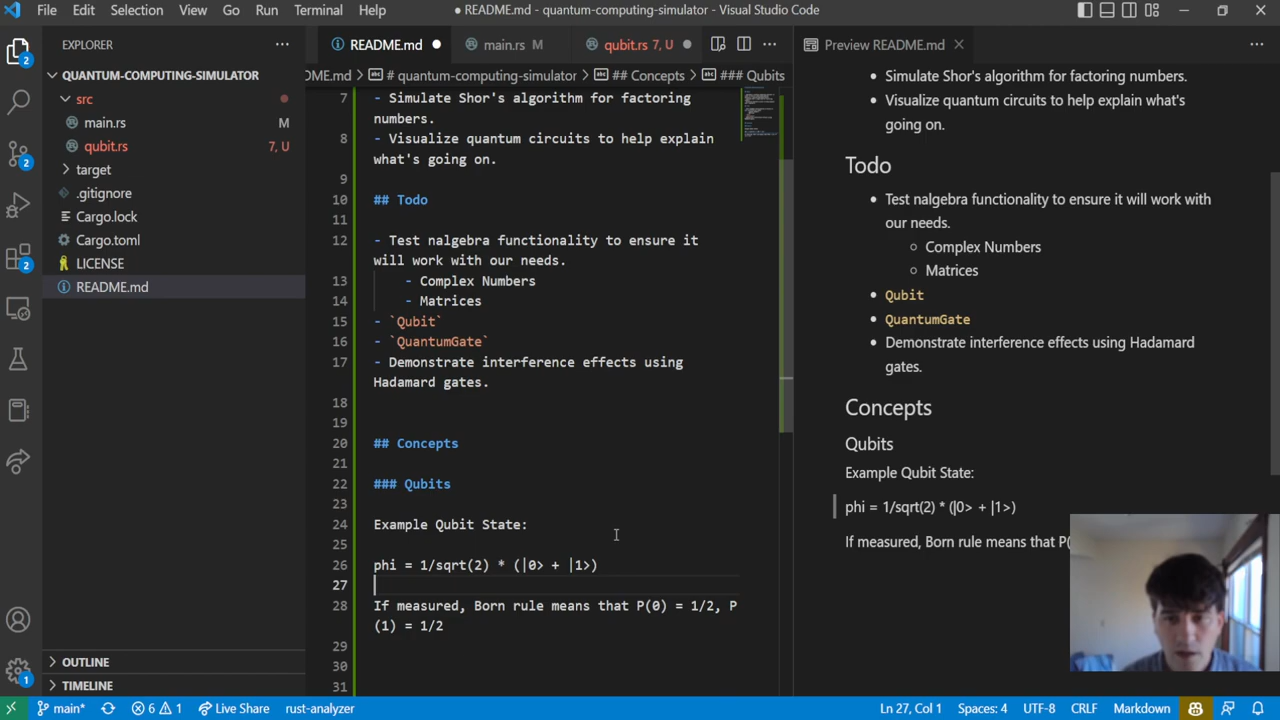 File Edit Selection View Go Run Terminal Help
● README.md - quantum-computing-simulator - Visual Studio Code
EXPLORER
QUANTUM-COMPUTING-SIMULATOR
src
main.rs M
qubit.rs 7, U
target
.gitignore
Cargo.lock
Cargo.toml
LICENSE
README.md
OUTLINE
TIMELINE
2
2
2
1
README.md ● main.rs M qubit.rs 7, U ●
DME.md > # quantum-computing-simulator > ## Concepts > ### Qubits
7 - Simulate Shor's algorithm for factoring
numbers.
8 - Visualize quantum circuits to help explain
what's going on.
9
10 ## Todo
11
12 - Test nalgebra functionality to ensure it
will work with our needs.
13 - Complex Numbers
14 - Matrices
15 - `Qubit`
16 - `QuantumGate`
17 - Demonstrate interference effects using
Hadamard gates.
18
19
20 ## Concepts
21
22 ### Qubits
23
24 Example Qubit State:
25
26 phi = 1/sqrt(2) * (|0> + |1>)
27
28 If measured, Born rule means that P(0) = 1/2, P
(1) = 1/2
29
30
31
Preview README.md
• Simulate Shor's algorithm for factoring numbers.
• Visualize quantum circuits to help explain what's
going on.
Todo
• Test nalgebra functionality to ensure it will work with
our needs.
Complex Numbers
Matrices
• Qubit
• QuantumGate
• Demonstrate interference effects using Hadamard
gates.
Concepts
Qubits
Example Qubit State:
phi = 1/sqrt(2) * (|0> + |1>)
If measured, Born rule means that P(
main* 6 1 Live Share rust-analyzer
Ln 27, Col 1 Spaces: 4 UTF-8 CRLF Markdown